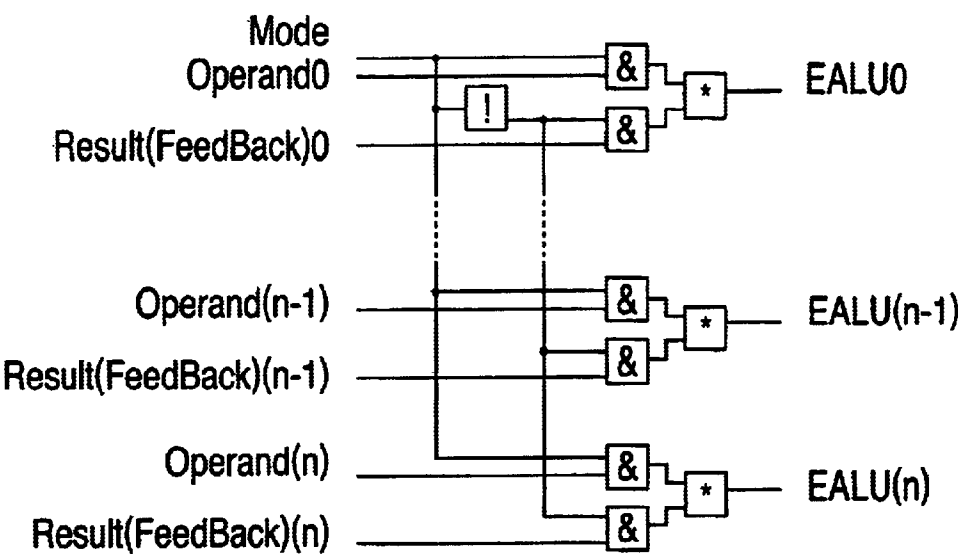 Mode
Operand0
&
EALU0
*
!
&
Result(FeedBack)0
Operand(n-1)
&
EALU(n-1)
*
&
Result(FeedBack)(n-1)
Operand(n)
&
EALU(n)
*
&
Result(FeedBack)(n)